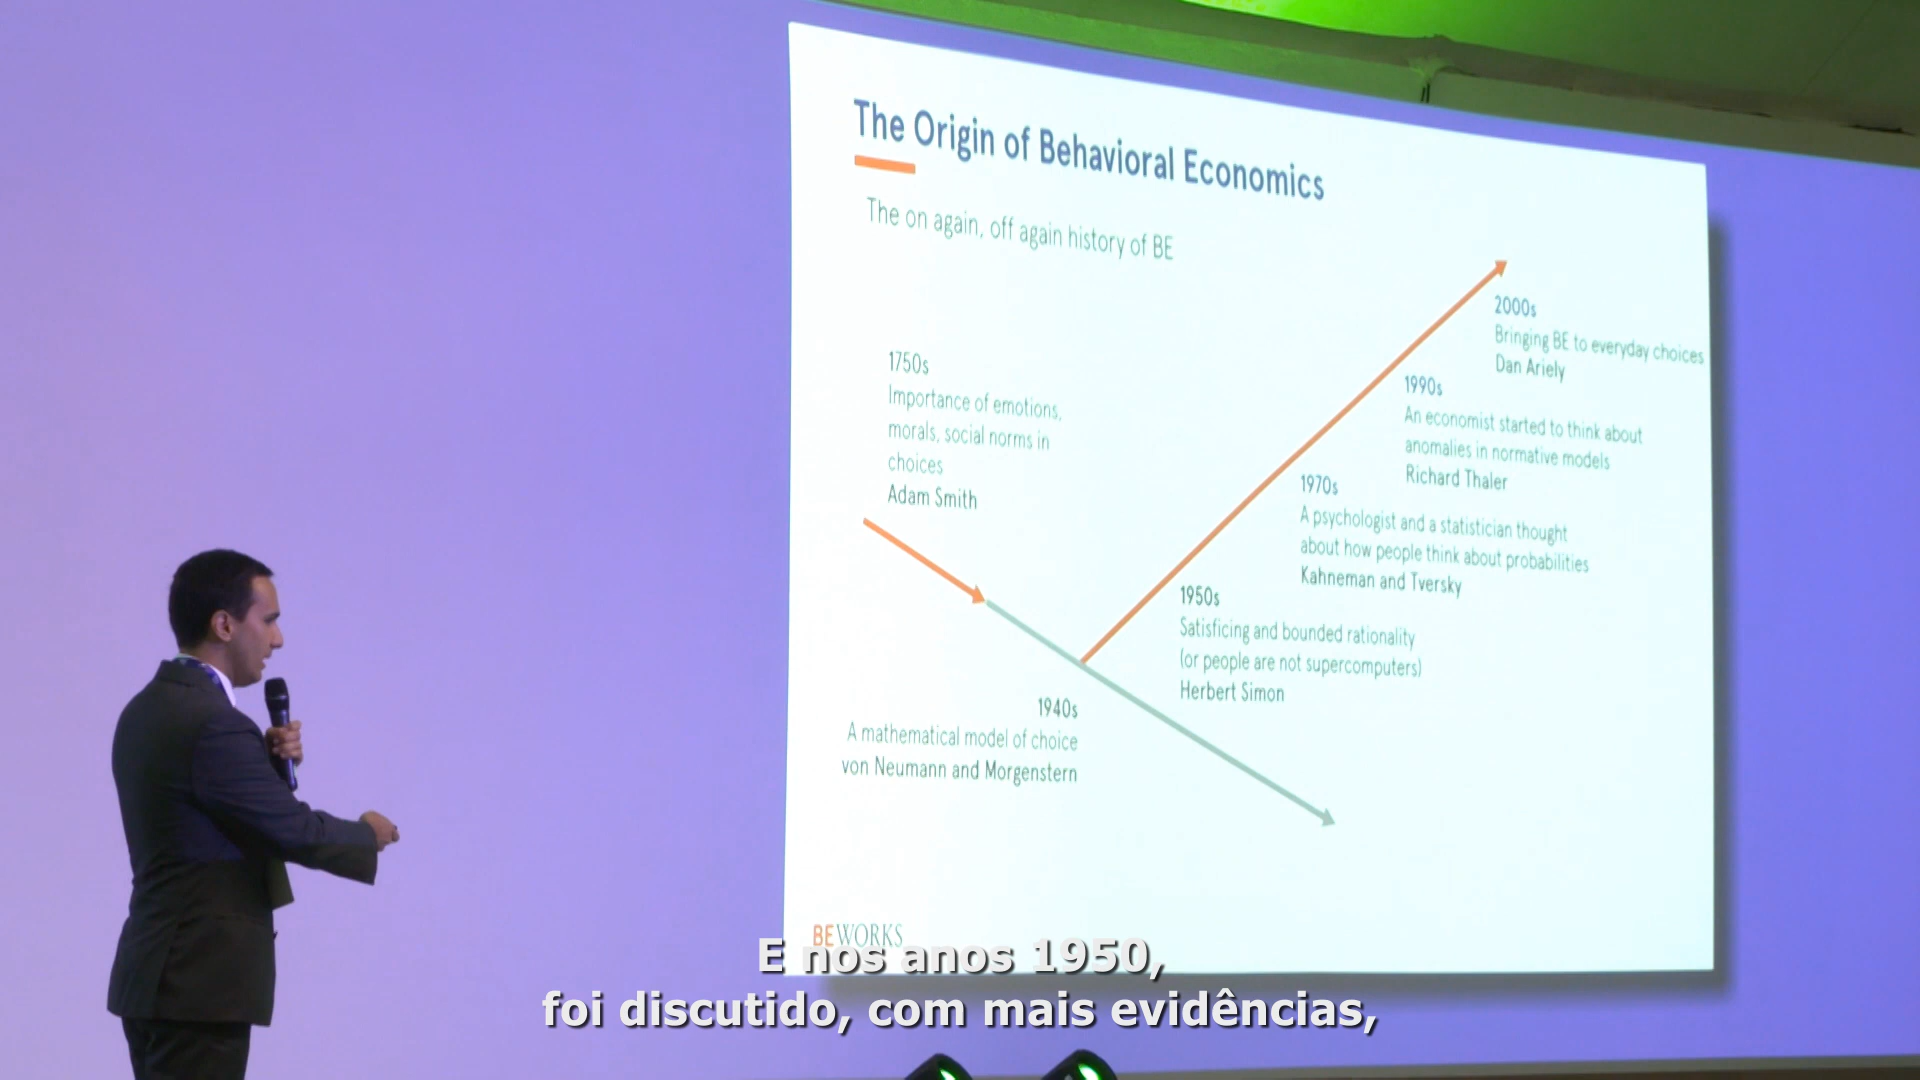 The Origin of Behavioral Economics
The on again, off again history of BE
1750s
Importance of emotions,
morals, social norms in
choices
Adam Smith
1940s
A mathematical model of choice
von Neumann and Morgenstern
1950s
Satisficing and bounded rationality
(or people are not supercomputers)
Herbert Simon
1970s
A psychologist and a statistician thought
about how people think about probabilities
Kahneman and Tversky
1990s
An economist started to think about
anomalies in normative models
Richard Thaler
2000s
Bringing BE to everyday choices
Dan Ariely
BEWORKS
E nos anos 1950,
foi discutido, com mais evidências,